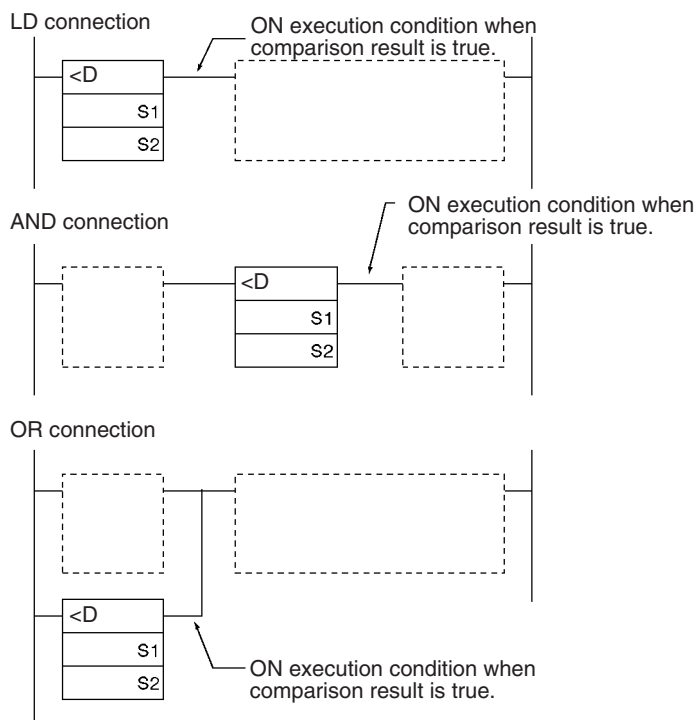 LD connection
ON execution condition when
comparison result is true.
<D
S1
S2
AND connection
ON execution condition when
comparison result is true.
<D
S1
S2
OR connection
<D
S1
S2
ON execution condition when
comparison result is true.